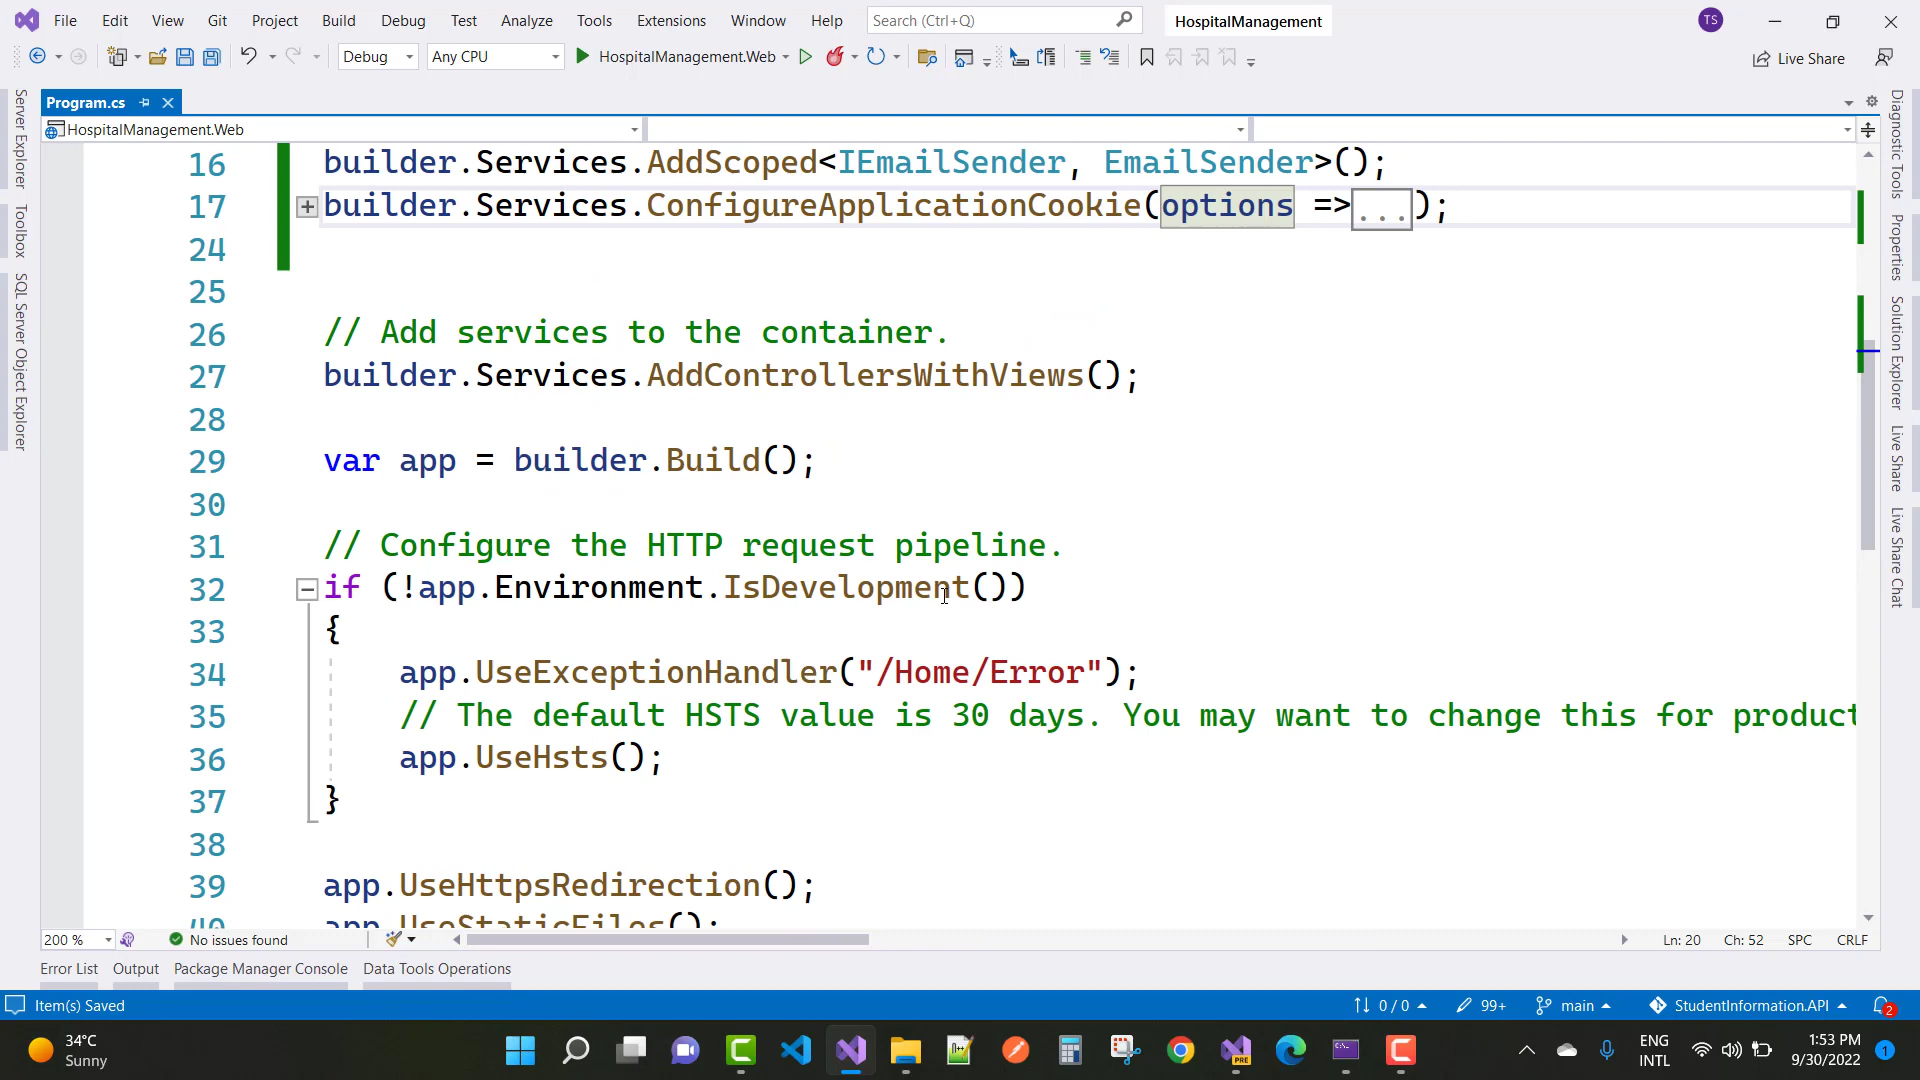 File Edit View Git Project Build Debug Test Analyze Tools Extensions Window Help Search (Ctrl+Q) HospitalManagement TS
Debug Any CPU HospitalManagement.Web Live Share
Program.cs
HospitalManagement.Web
Server Explorer
Toolbox
SQL Server Object Explorer
16 builder.Services.AddScoped<IEmailSender, EmailSender>();
17 builder.Services.ConfigureApplicationCookie(options =>...);
24
25
26 // Add services to the container.
27 builder.Services.AddControllersWithViews();
28
29 var app = builder.Build();
30
31 // Configure the HTTP request pipeline.
32 if (!app.Environment.IsDevelopment())
33 {
34 app.UseExceptionHandler("/Home/Error");
35 // The default HSTS value is 30 days. You may want to change this for product
36 app.UseHsts();
37 }
38
39 app.UseHttpsRedirection();
40 app.UseStaticFiles();
Diagnostic Tools
Properties
Solution Explorer
Live Share
Live Share Chat
200 % No issues found Ln: 20 Ch: 52 SPC CRLF
Error List Output Package Manager Console Data Tools Operations
Item(s) Saved 0 / 0 99+ main StudentInformation.API 2
34°C
Sunny
PRE
ENG
INTL
1:53 PM
9/30/2022
1